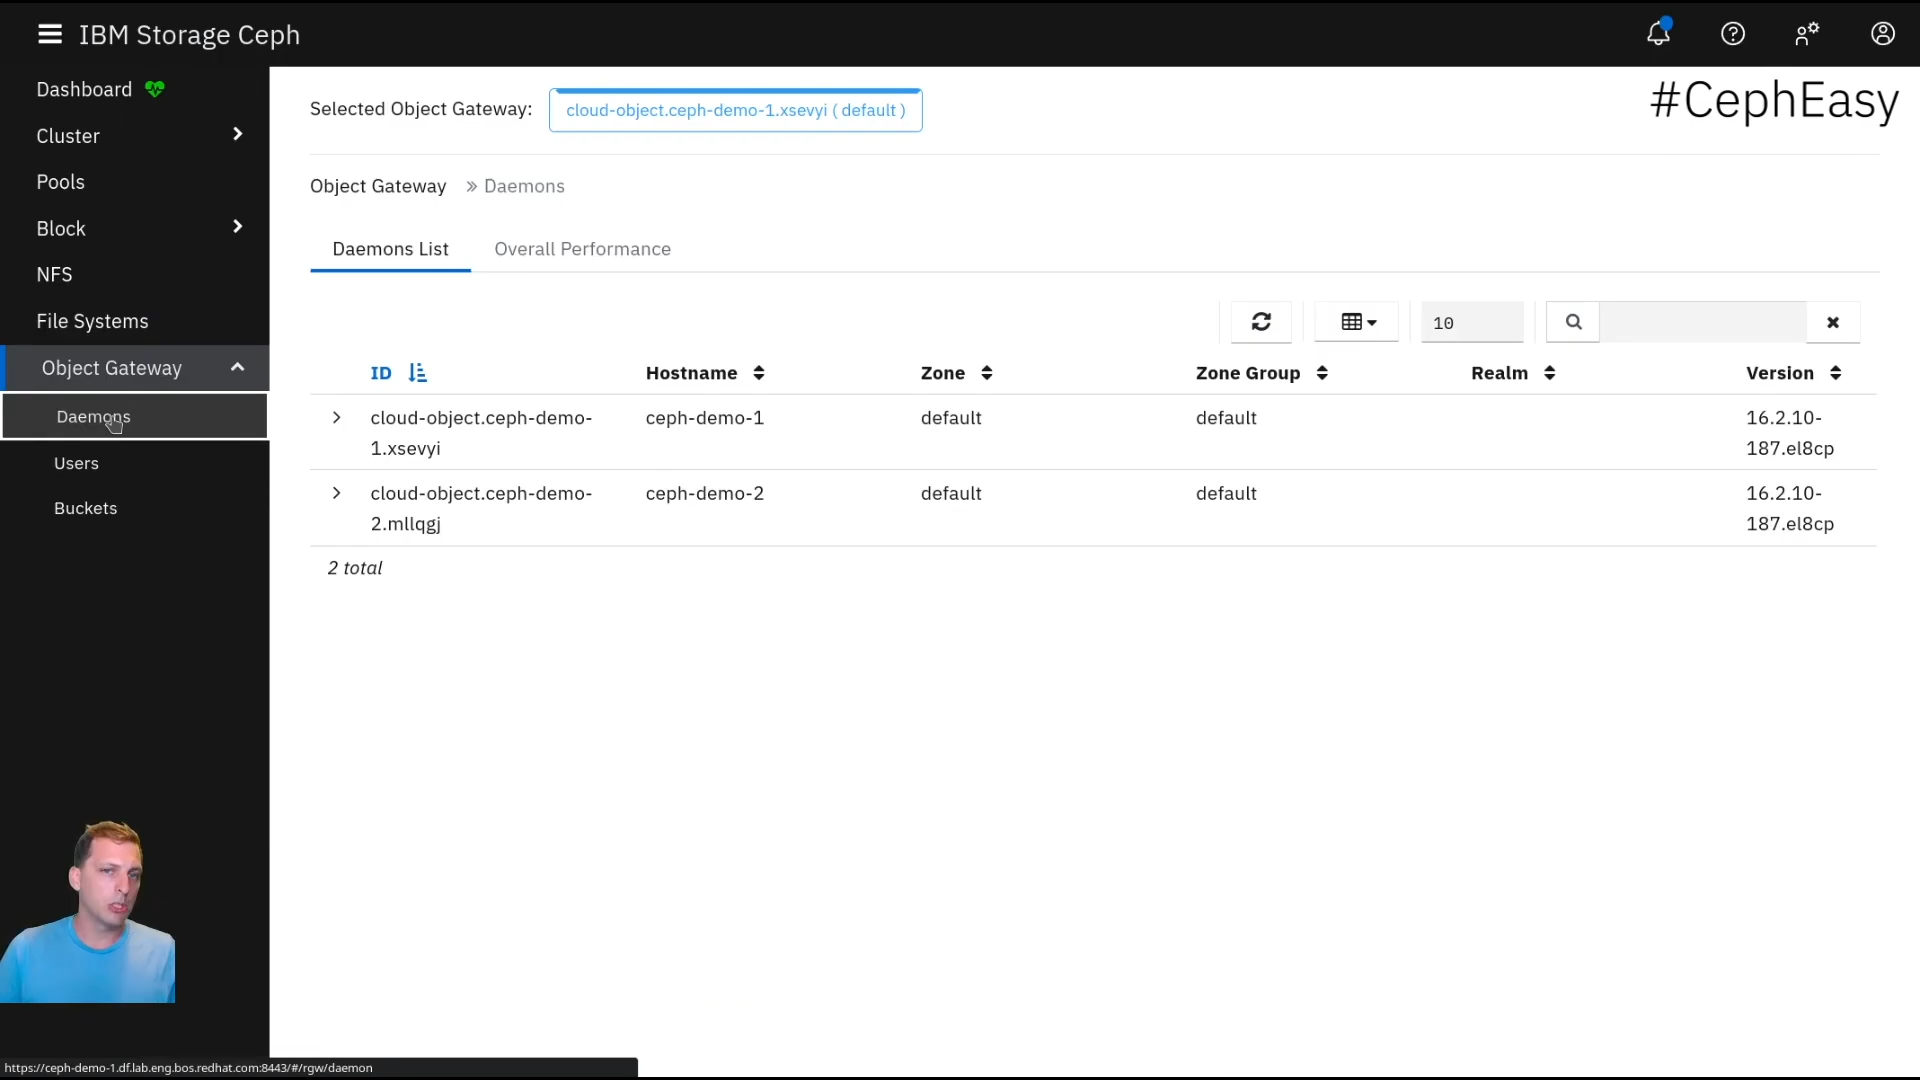 IBM Storage Ceph
#CephEasy
Dashboard
Cluster
Pools
Block
NFS
File Systems
Object Gateway
Daemons
Users
Buckets
Selected Object Gateway: cloud-object.ceph-demo-1.xsevyi ( default )
Object Gateway » Daemons
Daemons List Overall Performance
10
ID Hostname Zone Zone Group Realm Version
cloud-object.ceph-demo- ceph-demo-1 default default 16.2.10-
1.xsevyi 187.el8cp
cloud-object.ceph-demo- ceph-demo-2 default default 16.2.10-
2.mllqgj 187.el8cp
2 total
https://ceph-demo-1.df.lab.eng.bos.redhat.com:8443/#/rgw/daemon